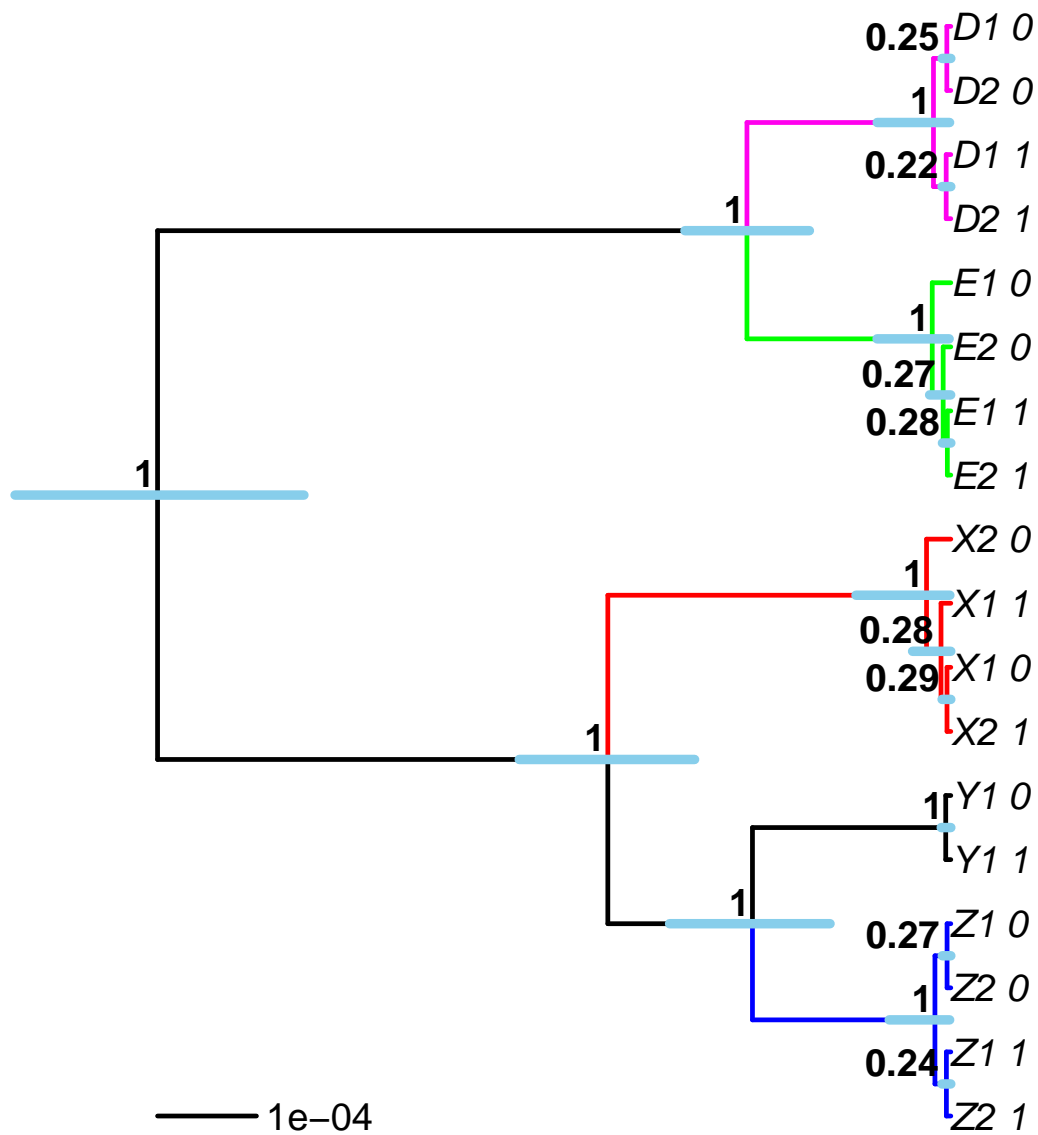 D1 0
0.25
D2 0
1
D1 1
0.22
D2 1
1
E1 0
1
E2 0
0.27
E1 1
0.28
E2 1
1
X2 0
1
X1 1
0.28
X1 0
0.29
X2 1
1
Y1 0
1
Y1 1
1
Z1 0
0.27
Z2 0
1
Z1 1
0.24
Z2 1
1e−04